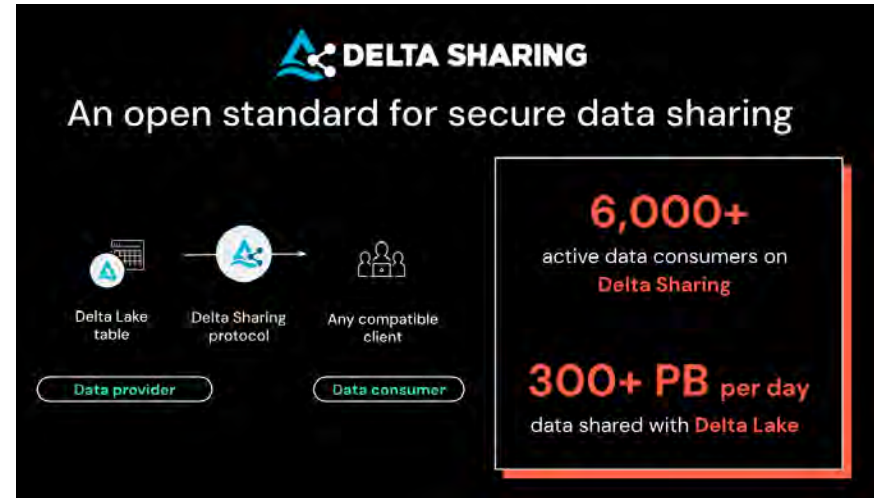 DELTA SHARING
An open standard for secure data sharing
Delta Lake
table
Delta Sharing
protocol
Any compatible
client
Data provider
Data consumer
6,000+
active data consumers on
Delta Sharing
300+ PB per day
data shared with Delta Lake